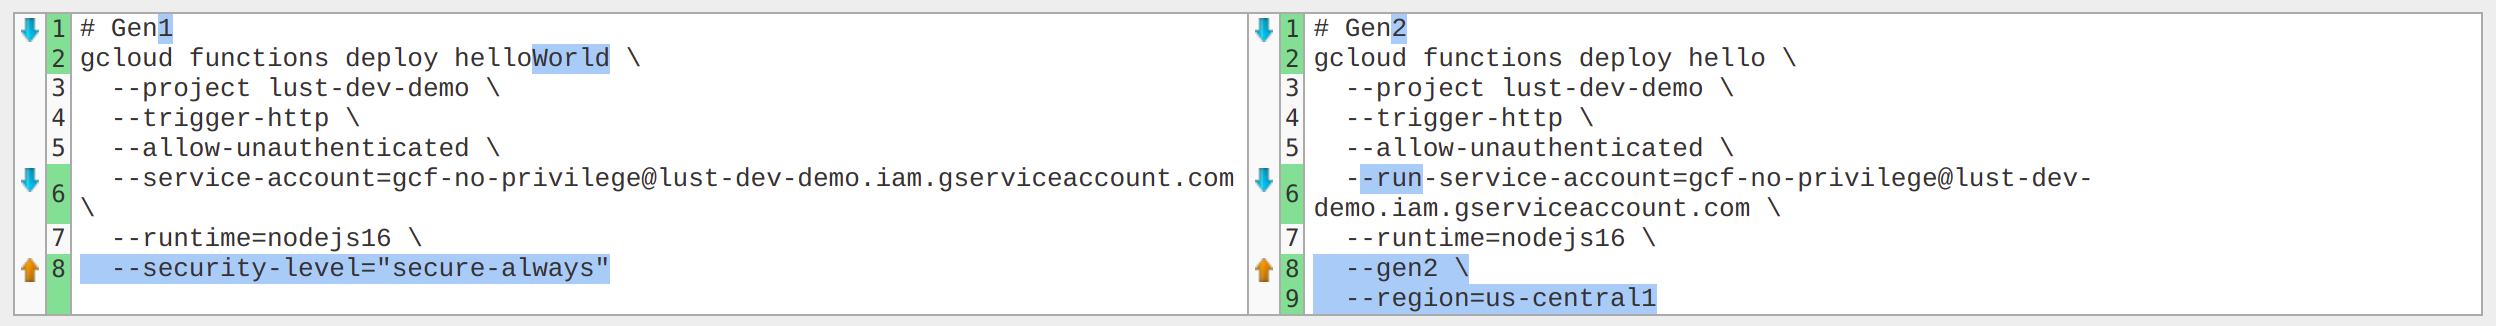 1 # Gen1
2 gcloud functions deploy helloWorld \
3   --project lust-dev-demo \
4   --trigger-http \
5   --allow-unauthenticated \
6   --service-account=gcf-no-privilege@lust-dev-demo.iam.gserviceaccount.com
\
7   --runtime=nodejs16 \
8   --security-level="secure-always"
1 # Gen2
2 gcloud functions deploy hello \
3   --project lust-dev-demo \
4   --trigger-http \
5   --allow-unauthenticated \
6   --run-service-account=gcf-no-privilege@lust-dev-
demo.iam.gserviceaccount.com \
7   --runtime=nodejs16 \
8   --gen2 \
9   --region=us-central1